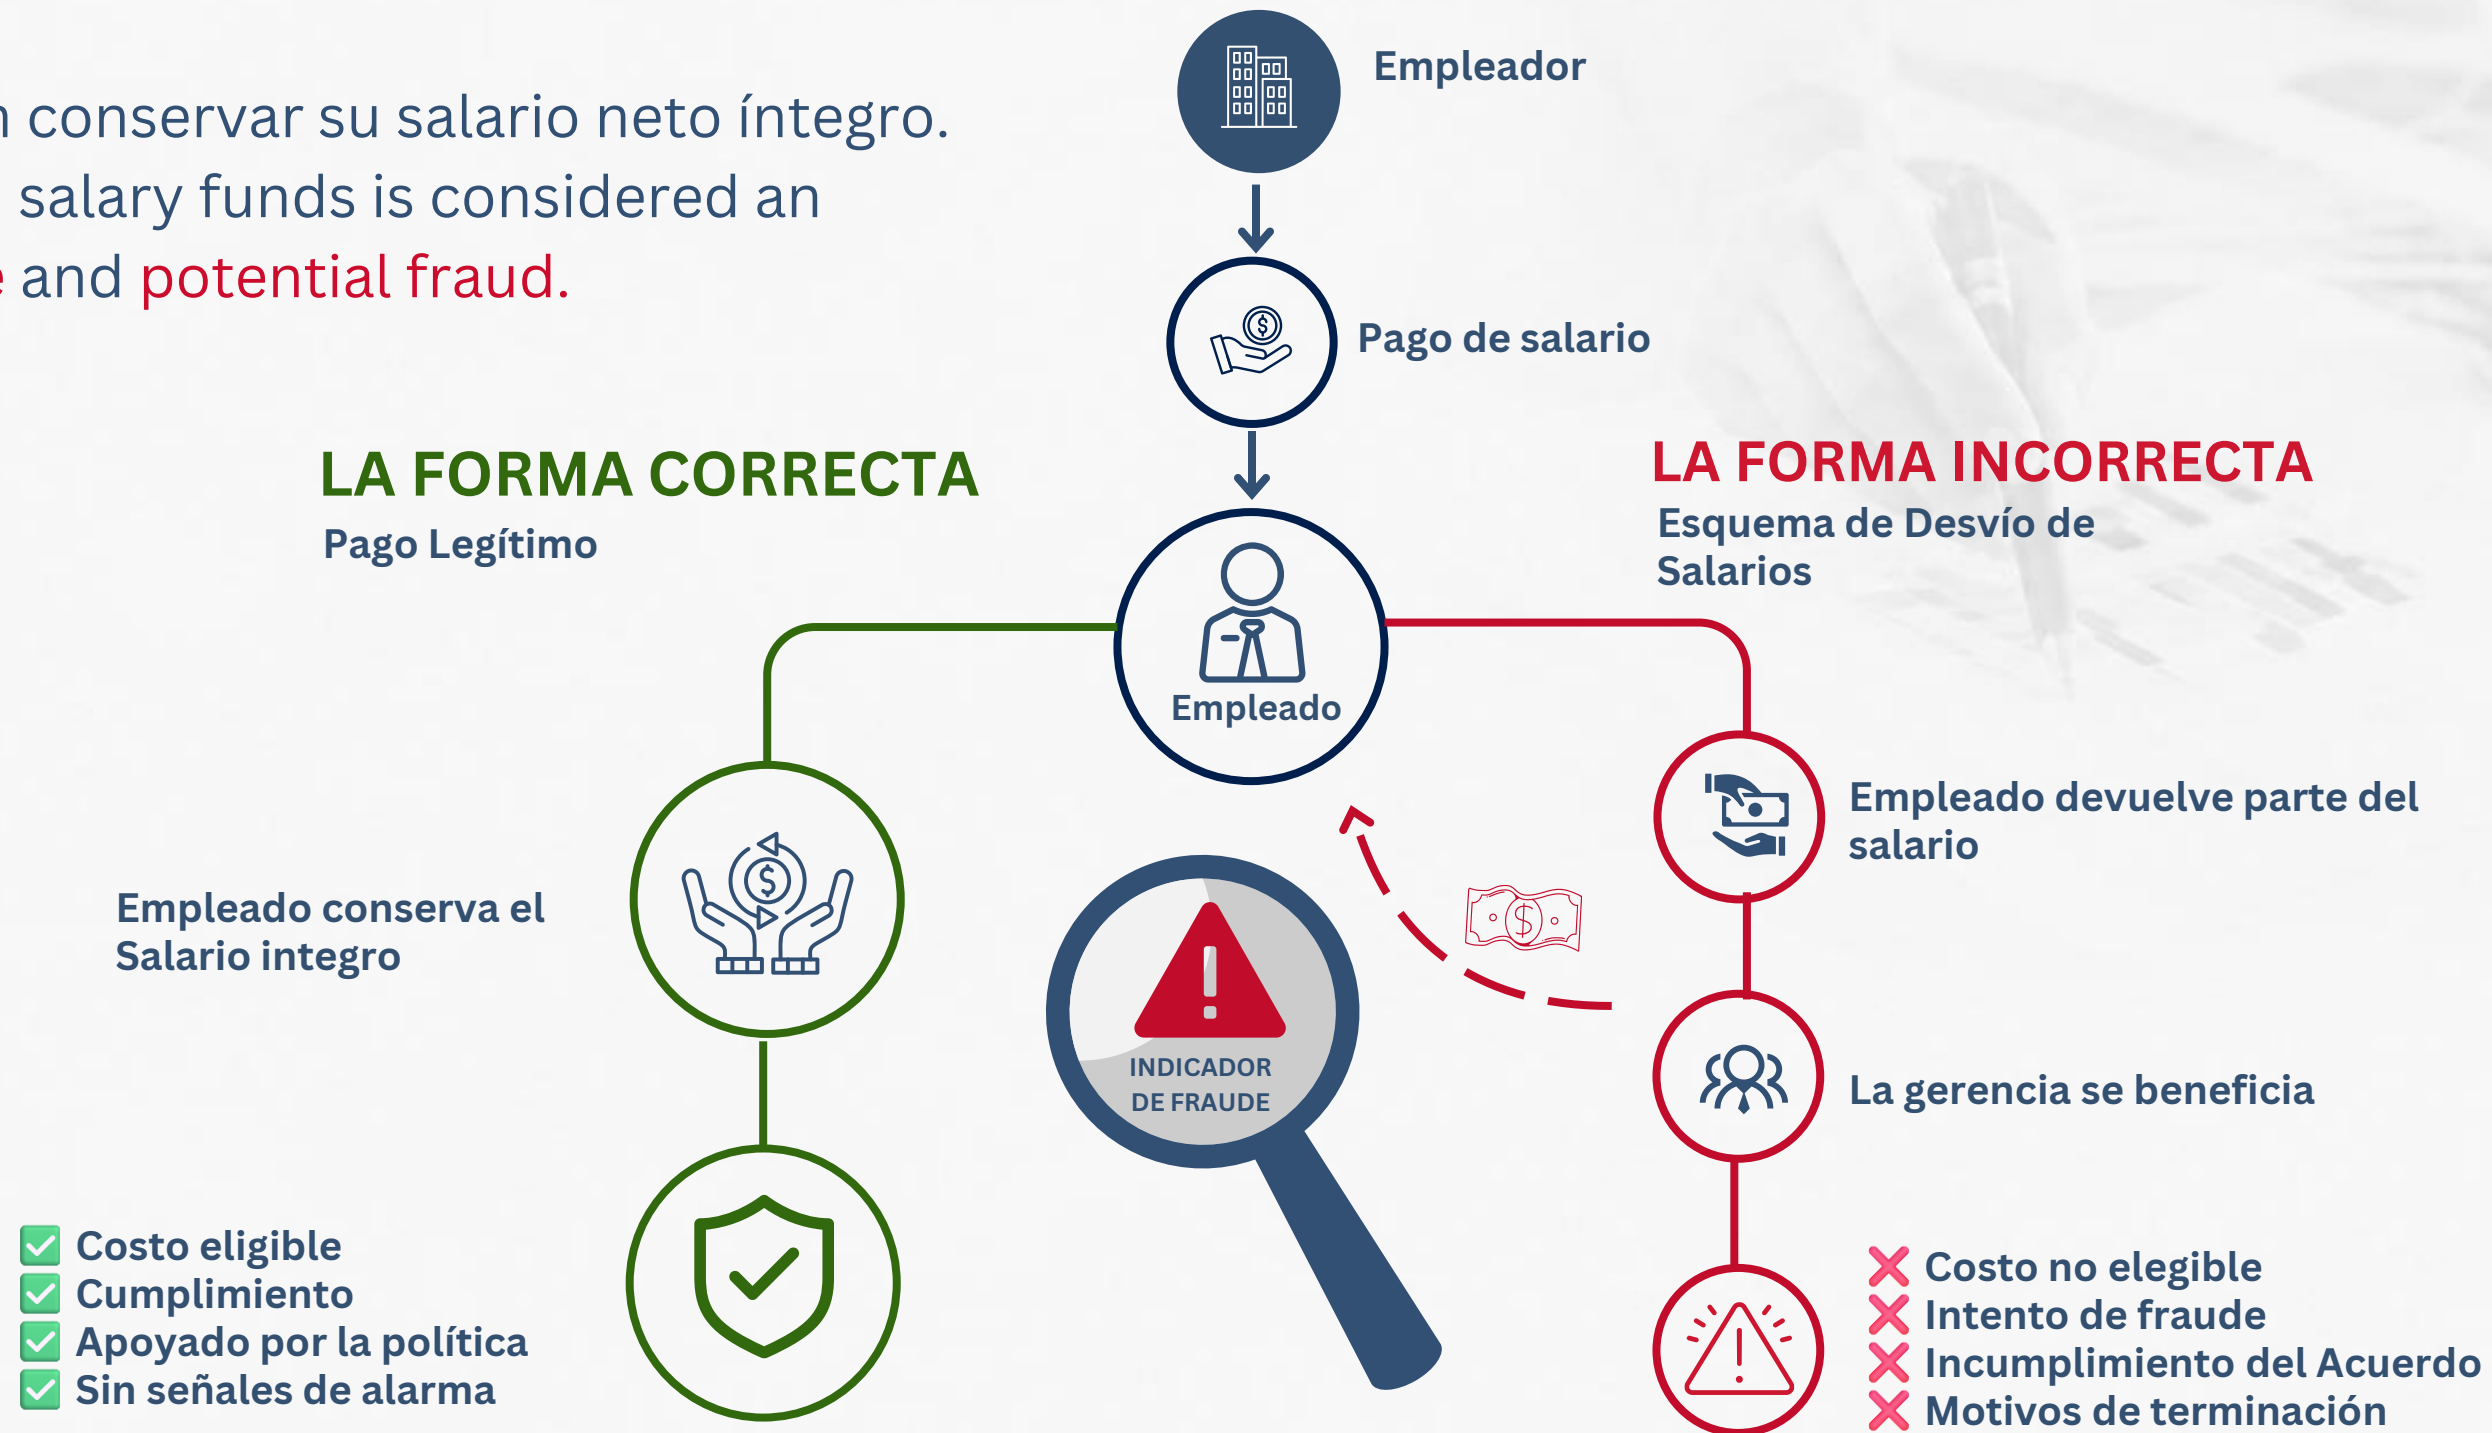 Empleador
conservar su salario neto íntegro.
salary funds is considered an
and potential fraud.
Pago de salario
LA FORMA CORRECTA
Pago Legítimo
LA FORMA INCORRECTA
Esquema de Desvío de
Salarios
Empleado
Empleado devuelve parte del
salario
Empleado conserva el
Salario integro
INDICADOR
DE FRAUDE
La gerencia se beneficia
Costo eligible
Cumplimiento
Apoyado por la política
Sin señales de alarma
Costo no elegible
Intento de fraude
Incumplimiento del Acuerdo
Motivos de terminación